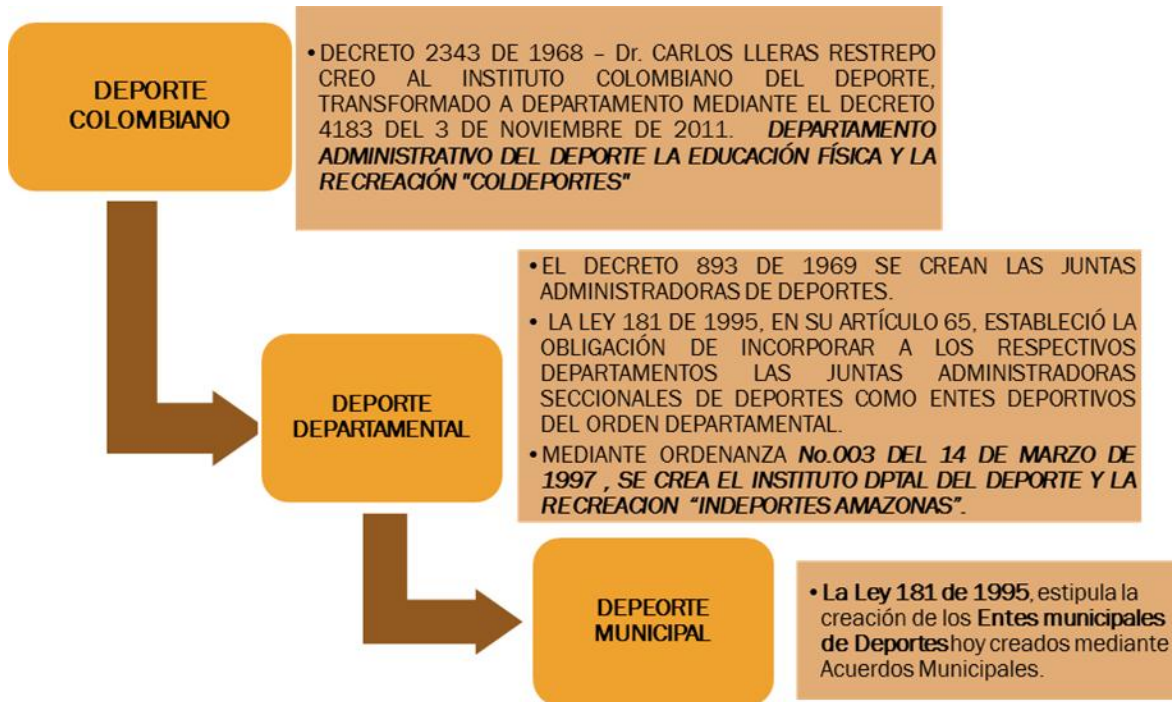 DEPORTE
COLOMBIANO
•DECRETO 2343 DE 1968 – Dr. CARLOS LLERAS RESTREPO
CREO AL INSTITUTO COLOMBIANO DEL DEPORTE,
TRANSFORMADO A DEPARTAMENTO MEDIANTE EL DECRETO
4183 DEL 3 DE NOVIEMBRE DE 2011. DEPARTAMENTO
ADMINISTRATIVO DEL DEPORTE LA EDUCACIÓN FÍSICA Y LA
RECREACIÓN "COLDEPORTES"
DEPORTE
DEPARTAMENTAL
•EL DECRETO 893 DE 1969 SE CREAN LAS JUNTAS
ADMINISTRADORAS DE DEPORTES.
• LA LEY 181 DE 1995, EN SU ARTÍCULO 65, ESTABLECIÓ LA
OBLIGACIÓN DE INCORPORAR A LOS RESPECTIVOS
DEPARTAMENTOS LAS JUNTAS ADMINISTRADORAS
SECCIONALES DE DEPORTES COMO ENTES DEPORTIVOS
DEL ORDEN DEPARTAMENTAL.
•MEDIANTE ORDENANZA No.003 DEL 14 DE MARZO DE
1997 , SE CREA EL INSTITUTO DPTAL DEL DEPORTE Y LA
RECREACION “INDEPORTES AMAZONAS”.
DEPEORTE
MUNICIPAL
• La Ley 181 de 1995, estipula la
creación de los Entes municipales
de Deportes hoy creados mediante
Acuerdos Municipales.